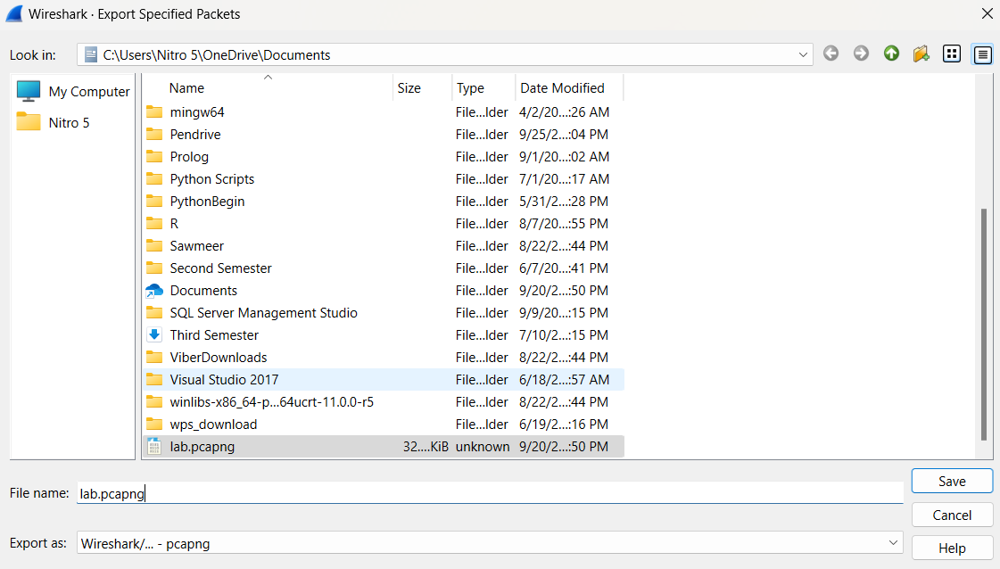 Wireshark · Export Specified Packets
Look in: C:\Users\Nitro 5\OneDrive\Documents
My Computer
Nitro 5
Name Size Type Date Modified
mingw64 File...lder 4/2/20...:26 AM
Pendrive File...lder 9/25/2...:04 PM
Prolog File...lder 9/1/20...:02 AM
Python Scripts File...lder 7/1/20...:17 AM
PythonBegin File...lder 5/31/2...:28 PM
R File...lder 8/7/20...:55 PM
Sawmeer File...lder 8/22/2...:44 PM
Second Semester File...lder 6/7/20...:41 PM
Documents File...lder 9/20/2...:50 PM
SQL Server Management Studio File...lder 9/9/20...:15 PM
Third Semester File...lder 7/10/2...:15 PM
ViberDownloads File...lder 8/22/2...:44 PM
Visual Studio 2017 File...lder 6/18/2...:57 AM
winlibs-x86_64-p...64ucrt-11.0.0-r5 File...lder 8/22/2...:44 PM
wps_download File...lder 6/19/2...:16 PM
lab.pcapng 32....KiB unknown 9/20/2...:50 PM
File name: lab.pcapng Save
Cancel
Export as: Wireshark/... - pcapng Help